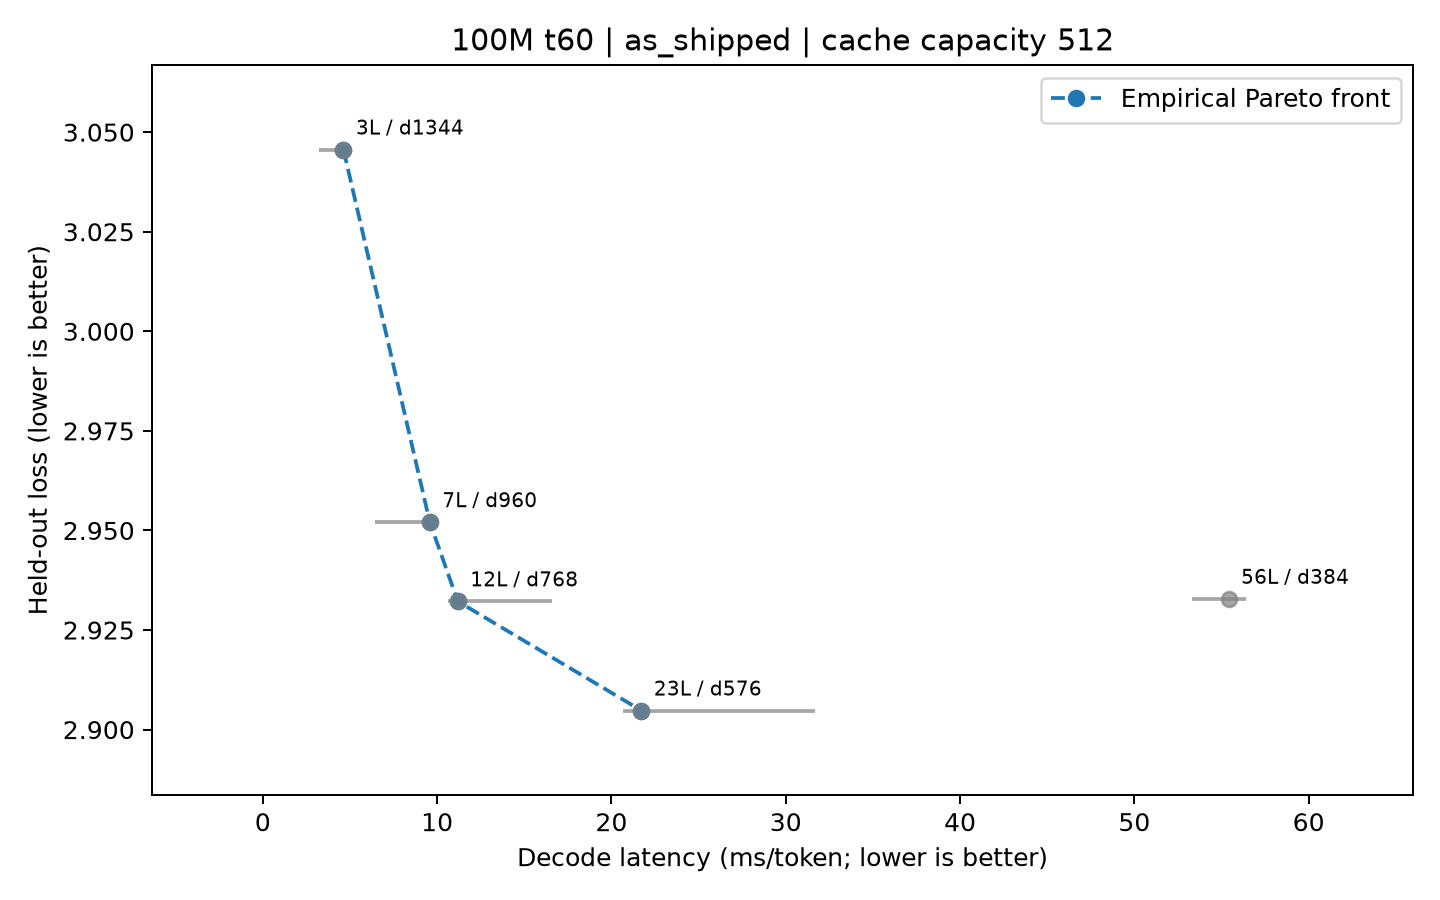 100M t60 | as_shipped | cache capacity 512
Empirical Pareto front
Held-out loss (lower is better)
3.050
3.025
3.000
2.975
2.950
2.925
2.900
3L / d1344
7L / d960
12L / d768
56L / d384
23L / d576
0 10 20 30 40 50 60
Decode latency (ms/token; lower is better)